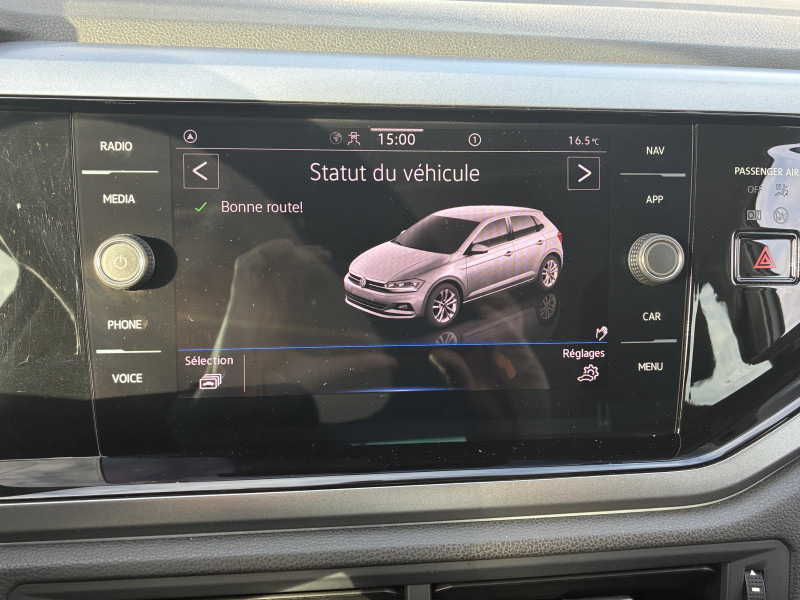 RADIO
MEDIA
PHONE
VOICE
15:00
1
16.5°C
<
Statut du véhicule
>
✓ Bonne route!
Sélection
Réglages
NAV
APP
CAR
MENU
PASSENGER AIR
OFF
ON